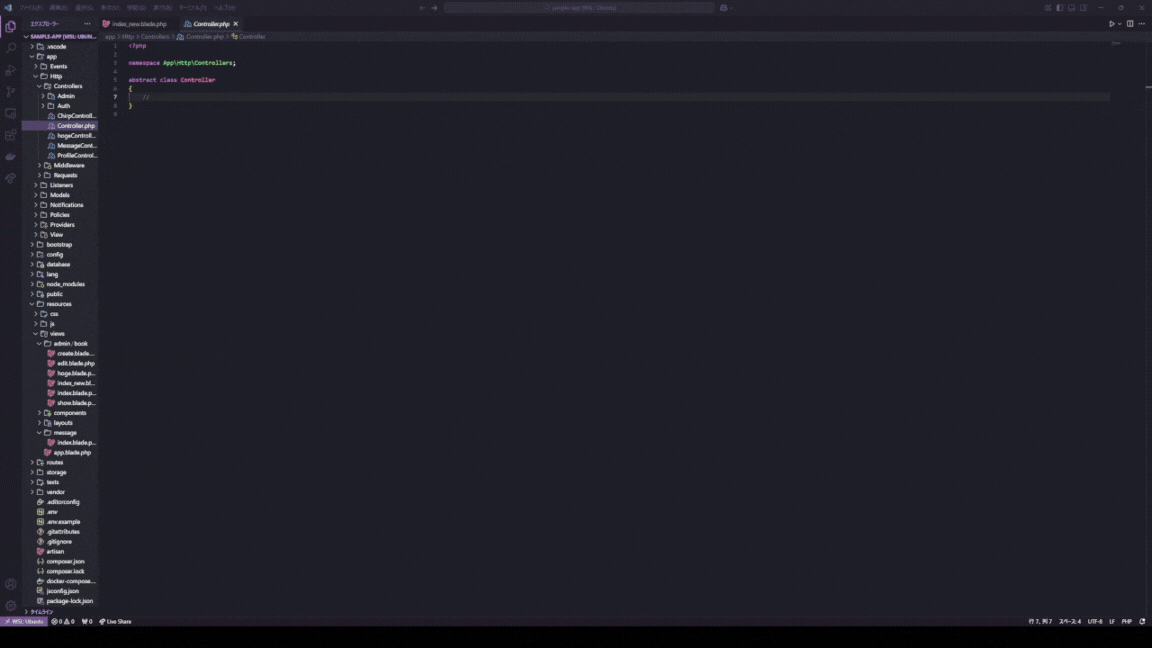 ファイル(F) 編集(E) 選択(S) 表示(V) 移動(G) 実行(R) ターミナル(T) ヘルプ(H)
sample-app [WSL: Ubuntu]
エクスプローラー
index_new.blade.php
Controller.php
SAMPLE-APP [WSL: UBUN...
app > Http > Controllers > Controller.php > Controller
.vscode
app
Events
Http
Controllers
Admin
Auth
ChirpControll...
Controller.php
hogeControll...
MessageCont...
ProfileControl...
Middleware
Requests
Listeners
Models
Notifications
Policies
Providers
View
bootstrap
config
database
lang
node_modules
public
resources
css
js
views
admin / book
create.blade....
edit.blade.php
hoge.blade.p...
index_new.bl...
index.blade.p...
show.blade.p...
components
layouts
message
index.blade.p...
app.blade.php
routes
storage
tests
vendor
.editorconfig
.env
.env.example
.gitattributes
.gitignore
artisan
composer.json
composer.lock
docker-compose...
jsconfig.json
package-lock.json
タイムライン
1 <?php
2
3 namespace App\Http\Controllers;
4
5 abstract class Controller
6 {
7 //
8 }
9
WSL: Ubuntu 0 0 0 Live Share
行 7、列 7 スペース: 4 UTF-8 LF PHP